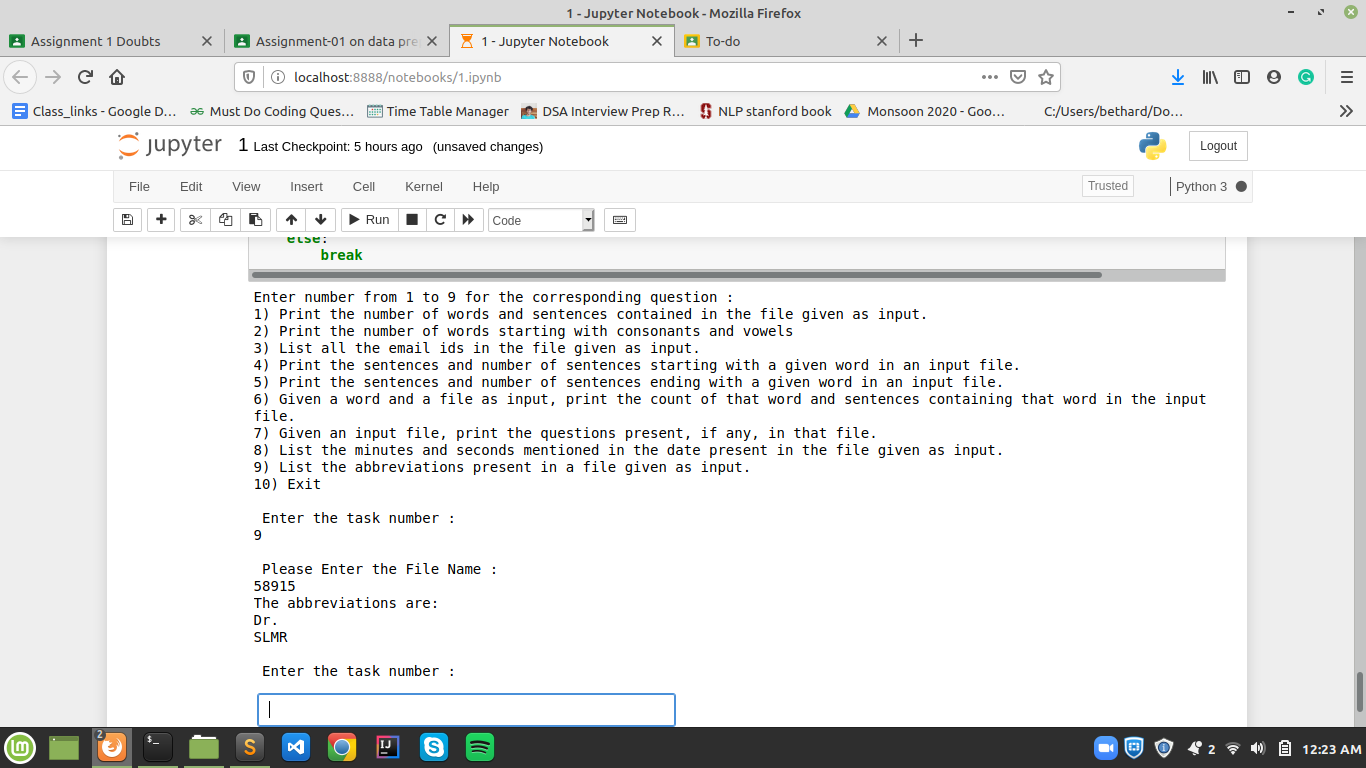 1 - Jupyter Notebook - Mozilla Firefox
Assignment 1 Doubts
Assignment-01 on data pre
1 - Jupyter Notebook
To-do
localhost:8888/notebooks/1.ipynb
Class_links - Google D…
Must Do Coding Ques…
Time Table Manager
DSA Interview Prep R…
NLP stanford book
Monsoon 2020 - Goo…
C:/Users/bethard/Do…
jupyter 1 Last Checkpoint: 5 hours ago (unsaved changes)
Logout
File Edit View Insert Cell Kernel Help
Trusted
Python 3
Run
Code
else:
break
Enter number from 1 to 9 for the corresponding question :
1) Print the number of words and sentences contained in the file given as input.
2) Print the number of words starting with consonants and vowels
3) List all the email ids in the file given as input.
4) Print the sentences and number of sentences starting with a given word in an input file.
5) Print the sentences and number of sentences ending with a given word in an input file.
6) Given a word and a file as input, print the count of that word and sentences containing that word in the input
file.
7) Given an input file, print the questions present, if any, in that file.
8) List the minutes and seconds mentioned in the date present in the file given as input.
9) List the abbreviations present in a file given as input.
10) Exit
Enter the task number :
9
Please Enter the File Name :
58915
The abbreviations are:
Dr.
SLMR
Enter the task number :
2
$_
S
IJ
2
12:23 AM